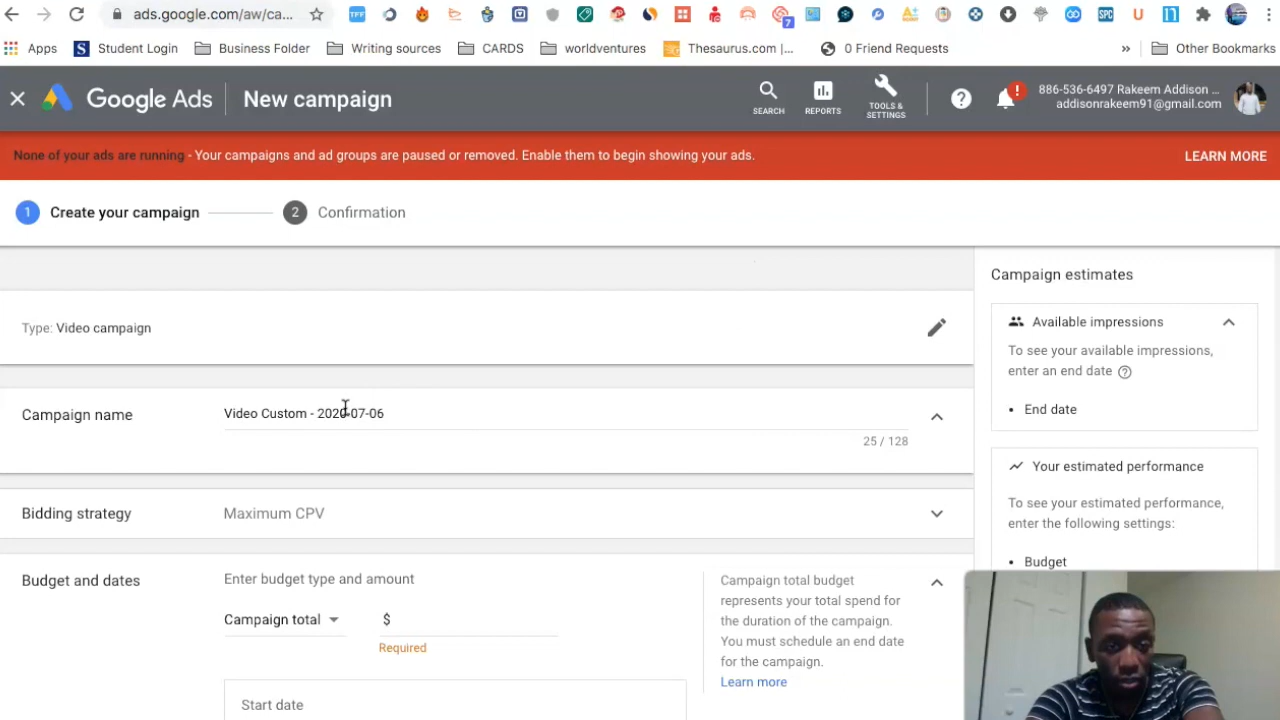 ads.google.com/aw/ca...
7
Apps
S Student Login
Business Folder
Writing sources
CARDS
worldventures
Thesaurus.com |...
0 Friend Requests
»
Other Bookmarks
Google Ads
New campaign
SEARCH
REPORTS
TOOLS & SETTINGS
886-536-6497 Rakeem Addison ...
addisonrakeem91@gmail.com
None of your ads are running - Your campaigns and ad groups are paused or removed. Enable them to begin showing your ads.
LEARN MORE
1 Create your campaign
2 Confirmation
Type: Video campaign
Campaign name
Video Custom - 2020-07-06
25 / 128
Bidding strategy
Maximum CPV
Budget and dates
Enter budget type and amount
Campaign total
$
Required
Start date
Campaign total budget
represents your total spend for
the duration of the campaign.
You must schedule an end date
for the campaign.
Learn more
Campaign estimates
Available impressions
To see your available impressions,
enter an end date
• End date
Your estimated performance
To see your estimated performance,
enter the following settings:
• Budget